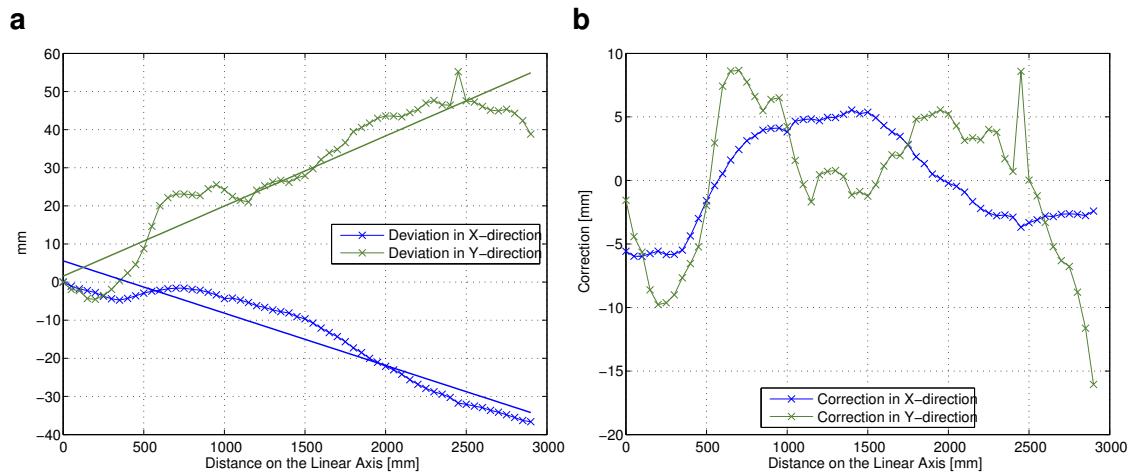 a
60
50
40
30
20
10
0
−10
−20
−30
−40
mm
0 500 1000 1500 2000 2500 3000
Distance on the Linear Axis [mm]
Deviation in X−direction
Deviation in Y−direction
b
10
5
0
−5
−10
−15
−20
Correction [mm]
0 500 1000 1500 2000 2500 3000
Distance on the Linear Axis [mm]
Correction in X−direction
Correction in Y−direction